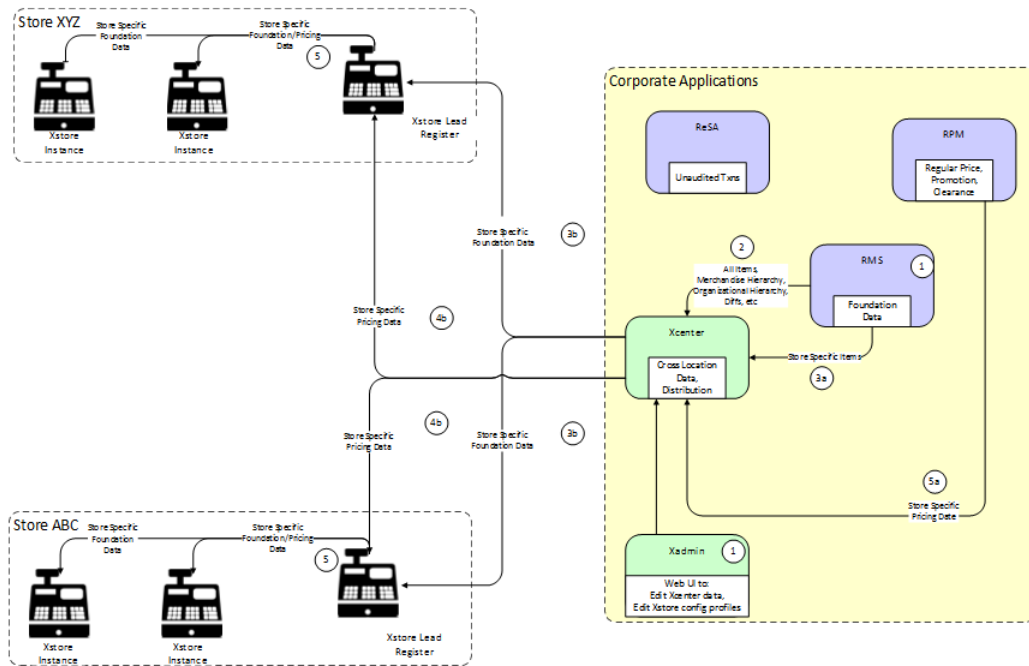 Store XYZ
Store Specific
Foundation
Data
Store Specific
Foundation/Pricing
Data
5
Xstore
Instance
Xstore
Instance
Xstore Lead
Register
Corporate Applications
ReSA
Unaudited Txns
RPM
Regular Price,
Promotion,
Clearance
Store Specific
Foundation Data
3b
2
All Items,
Merchandise Hierarchy,
Organizational Hierarchy,
Diffs, etc
RMS
1
Foundation
Data
Store Specific
Pricing Data
4b
Xcenter
Cross Location
Data,
Distribution
Store Specific Items
3a
Store Specific
Pricing Data
4b
Store Specific
Foundation Data
3b
5a
Store Specific
Pricing Date
Store ABC
Store Specific
Foundation
Data
Store Specific
Foundation/Pricing
Data
5
Xstore
Instance
Xstore
Instance
Xstore Lead
Register
Xadmin
1
Web UI to:
Edit Xcenter data,
Edit Xstore config profiles